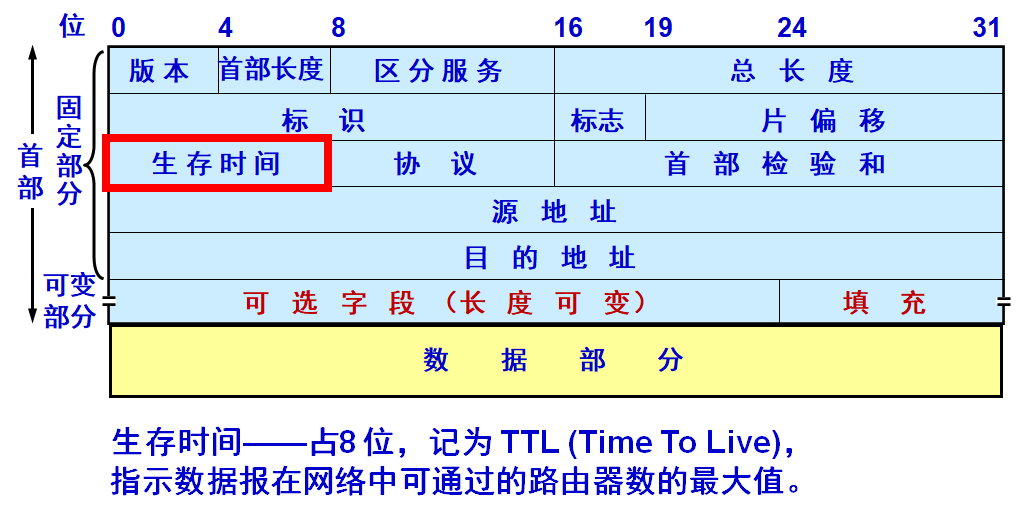 位 0 4 8 16 19 24 31
版本 首部长度 区分服务 总长度
标识 标志 片偏移
生存时间 协议 首部检验和
源地址
目的地址
可选字段（长度可变） 填充
数据部分
首部
固定部分
可变部分
生存时间——占8 位，记为 TTL (Time To Live)，
指示数据报在网络中可通过的路由器数的最大值。